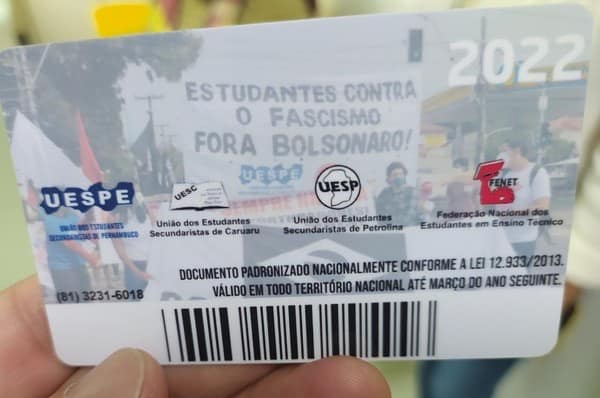 2022
ESTUDANTES CONTRA
O FASCISMO
FORA BOLSONARO!
UESPE
UESPE
UNIÃO DOS ESTUDANTES
SECUNDARISTAS DE PERNAMBUCO
UESC
União dos Estudantes
Secundaristas de Caruaru
UESP
União dos Estudantes
Secundaristas de Petrolina
FENET
Federação Nacional dos
Estudantes em Ensino Técnico
DOCUMENTO PADRONIZADO NACIONALMENTE CONFORME A LEI 12.933/2013.
VÁLIDO EM TODO TERRITÓRIO NACIONAL ATÉ MARÇO DO ANO SEGUINTE.
(81) 3231-6018